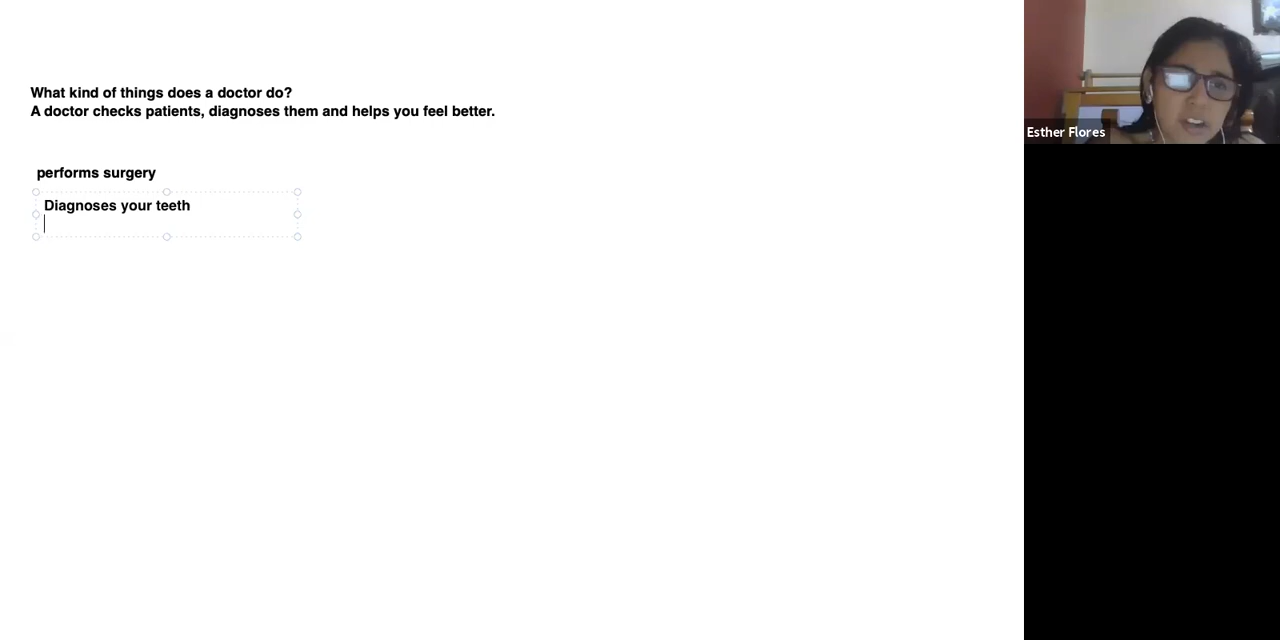 What kind of things does a doctor do?
A doctor checks patients, diagnoses them and helps you feel better.
performs surgery
Diagnoses your teeth
Esther Flores